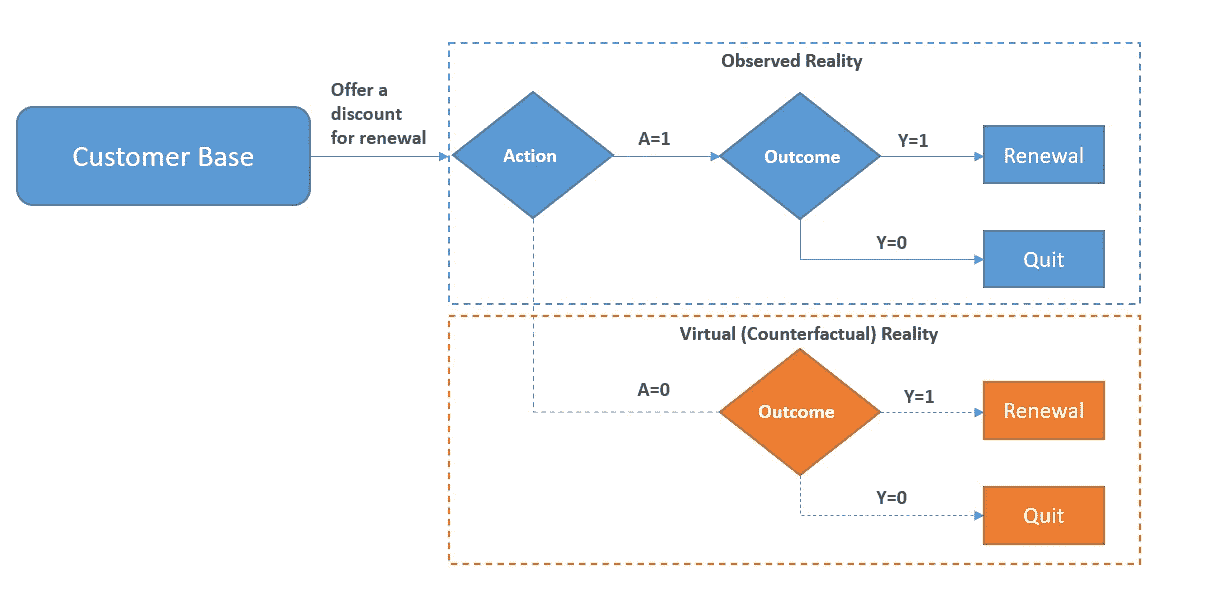 Observed Reality
Offer a
discount
for renewal
Customer Base
Action
A=1
Outcome
Y=1
Renewal
Y=0
Quit
Virtual (Counterfactual) Reality
A=0
Outcome
Y=1
Renewal
Y=0
Quit